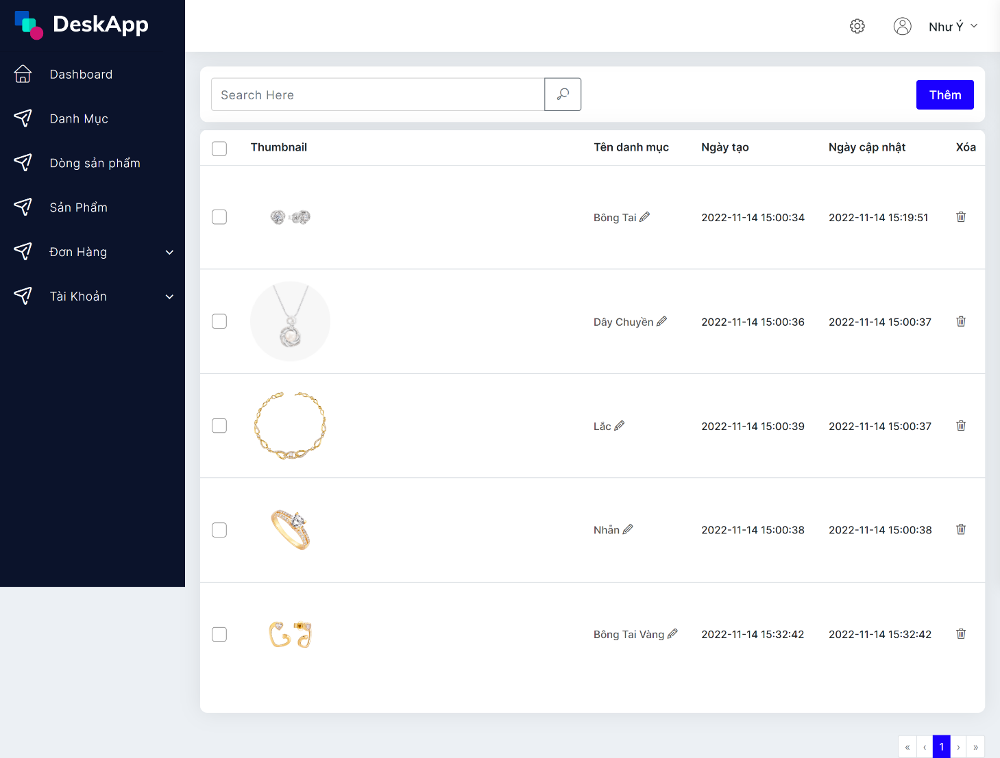 DeskApp
Như Ý
Dashboard
Danh Mục
Dòng sản phẩm
Sản Phẩm
Đơn Hàng
Tài Khoản
Search Here
Thêm
Thumbnail Tên danh mục Ngày tạo Ngày cập nhật Xóa
Bông Tai 2022-11-14 15:00:34 2022-11-14 15:19:51
Dây Chuyền 2022-11-14 15:00:36 2022-11-14 15:00:37
Lắc 2022-11-14 15:00:39 2022-11-14 15:00:37
Nhẫn 2022-11-14 15:00:38 2022-11-14 15:00:38
Bông Tai Vàng 2022-11-14 15:32:42 2022-11-14 15:32:42
« ‹ 1 › »